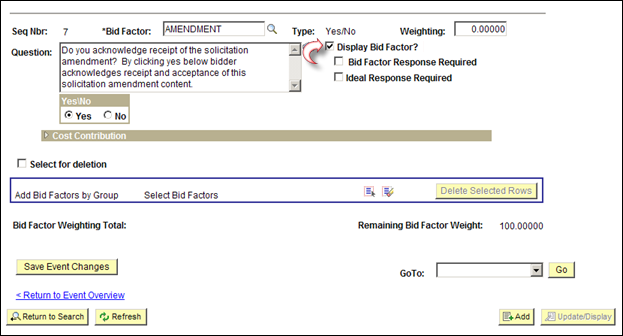 Seq Nbr: 7 *Bid Factor: AMENDMENT Type: Yes/No Weighting: 0.00000
Question: Do you acknowledge receipt of the solicitation
amendment? By clicking yes below bidder
acknowledges receipt and acceptance of this
solicitation amendment content.
Display Bid Factor?
Bid Factor Response Required
Ideal Response Required
Yes\No
Yes No
Cost Contribution
Select for deletion
Add Bid Factors by Group Select Bid Factors Delete Selected Rows
Bid Factor Weighting Total: Remaining Bid Factor Weight: 100.00000
Save Event Changes GoTo: Go
< Return to Event Overview
Return to Search Refresh Add Update/Display